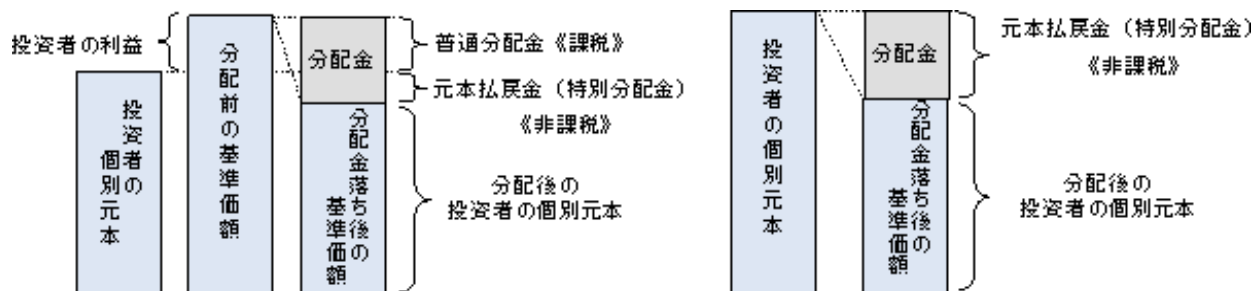 投資者の利益
投資者の
個別元本
分配前の基準価額
分配金
分配金落ち後の
基準価額
普通分配金《課税》
元本払戻金（特別分配金）
《非課税》
分配後の
投資者の個別元本
投資者の個別元本
分配金
分配金落ち後の
基準価額
元本払戻金（特別分配金）
《非課税》
分配後の
投資者の個別元本